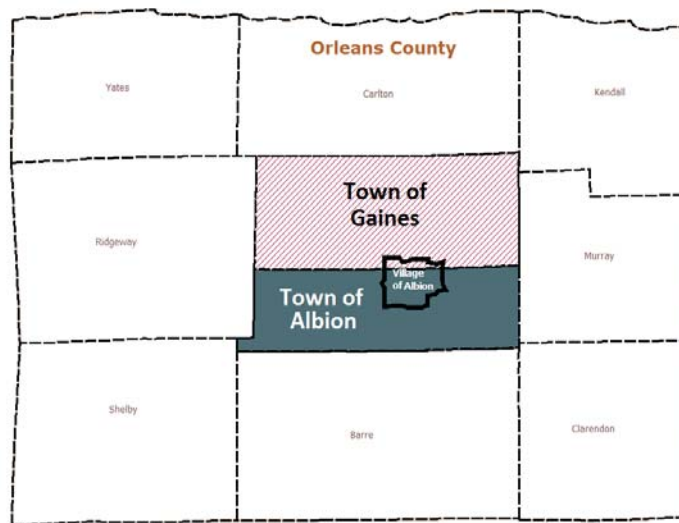 Orleans County
Yates
Carlton
Kendall
Town of
Gaines
Ridgeway
Murray
Village
of Albion
Town of
Albion
Shelby
Barre
Clarendon